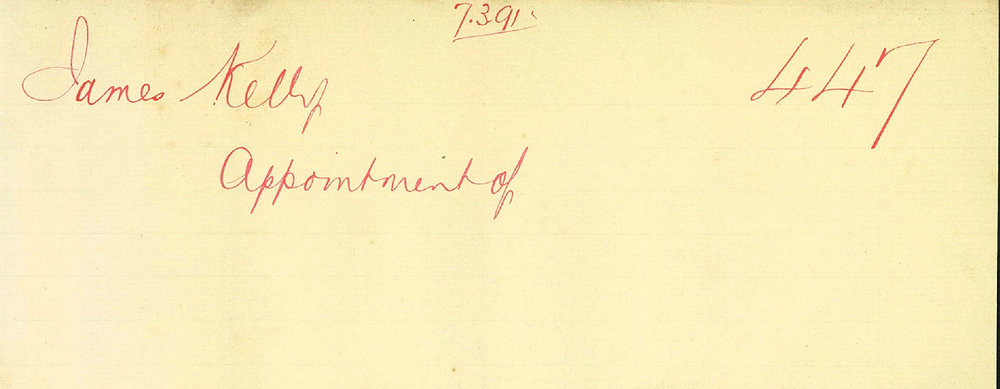 7.3.91.
James Kelly 447
Appointment of